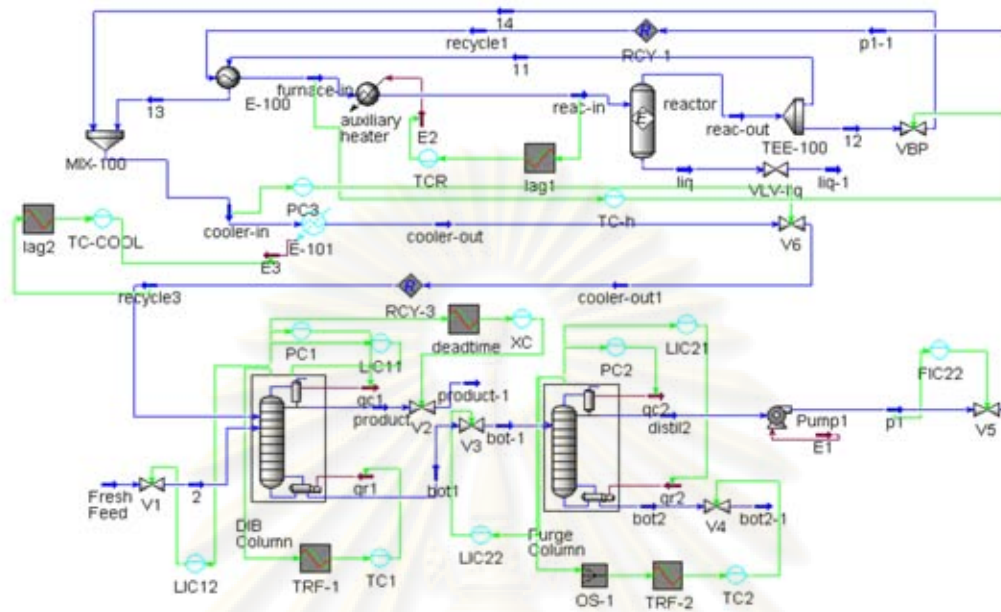 14
recycle1
RCY-1
p1-1
11
furnace-in
13
E-100
auxiliary
heater
reac-in
reactor
reac-out
TEE-100
12
VBP
MIX-100
E2
TCR
lag1
liq
VLV-liq
liq-1
PC3
TC-h
lag2
TC-COOL
cooler-in
E-101
cooler-out
V6
E3
recycle3
RCY-3
cooler-out1
deadtime
XC
PC1
LIC11
LIC21
PC2
FIC22
qc1
product-1
product
V2
V3
bot-1
qc2
distil2
Pump1
p1
V5
E1
Fresh
Feed
V1
2
qr1
bot1
qr2
bot2
V4
bot2-1
DIB
Column
Purge
Column
LIC12
TRF-1
TC1
LIC22
OS-1
TRF-2
TC2